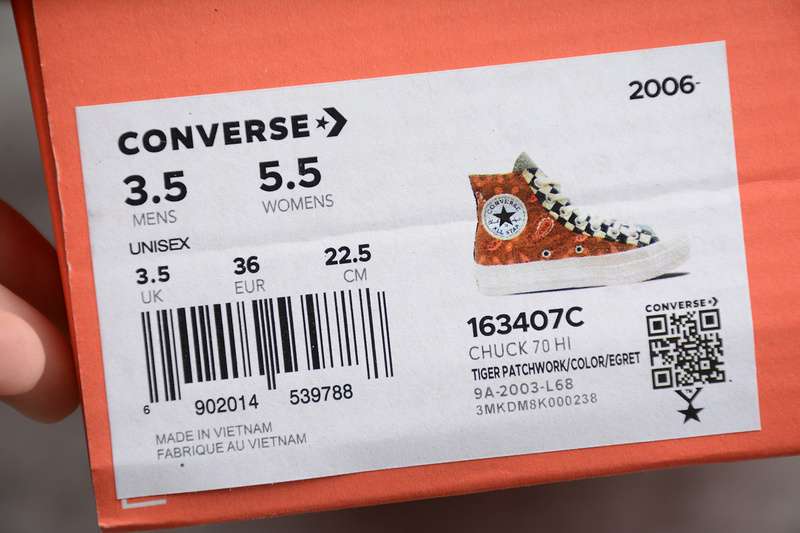 2006-
CONVERSE
3.5 5.5
MENS WOMENS
UNISEX
3.5 36 22.5
UK EUR CM
6 902014 539788
MADE IN VIETNAM
FABRIQUE AU VIETNAM
CONVERSE
ALL STAR
163407C
CHUCK 70 HI
TIGER PATCHWORK/COLOR/EGRET
9A-2003-L68
3MKDM8K000238
CONVERSE